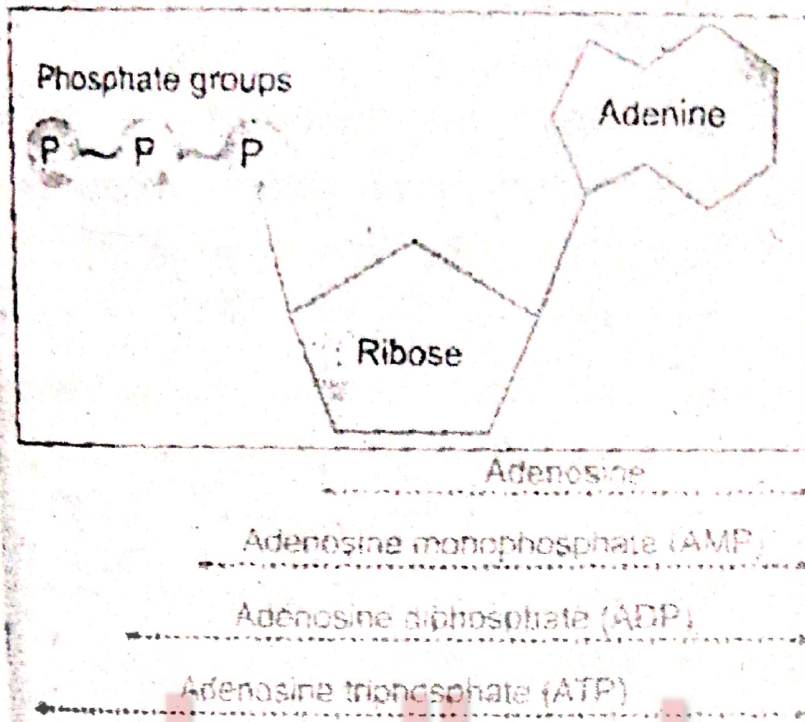 Phosphate groups
P ~ P ~ P
Adenine
Ribose
Adenosine
Adenosine monophosphate (AMP)
Adenosine diphosphate (ADP)
Adenosine triphosphate (ATP)